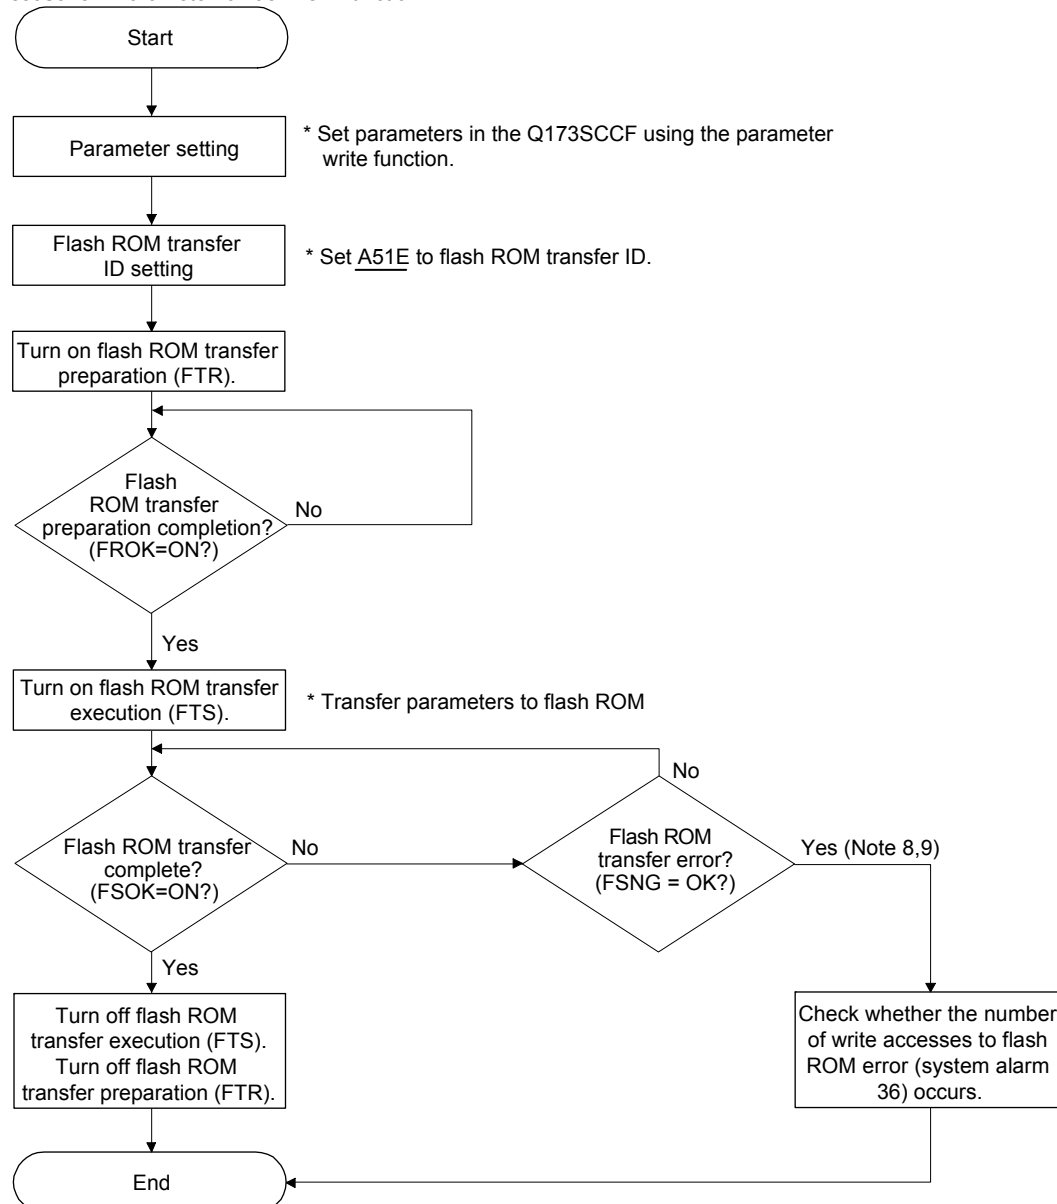 Start
Parameter setting
* Set parameters in the Q173SCCF using the parameter
write function.
Flash ROM transfer
ID setting
* Set A51E to flash ROM transfer ID.
Turn on flash ROM transfer
preparation (FTR).
Flash
ROM transfer
preparation completion?
(FROK=ON?)
No
Yes
Turn on flash ROM transfer
execution (FTS).
* Transfer parameters to flash ROM
Flash ROM transfer
complete?
(FSOK=ON?)
No
Flash ROM
transfer error?
(FSNG = OK?)
No
Yes (Note 8,9)
Yes
Turn off flash ROM
transfer execution (FTS).
Turn off flash ROM
transfer preparation (FTR).
Check whether the number
of write accesses to flash
ROM error (system alarm
36) occurs.
End